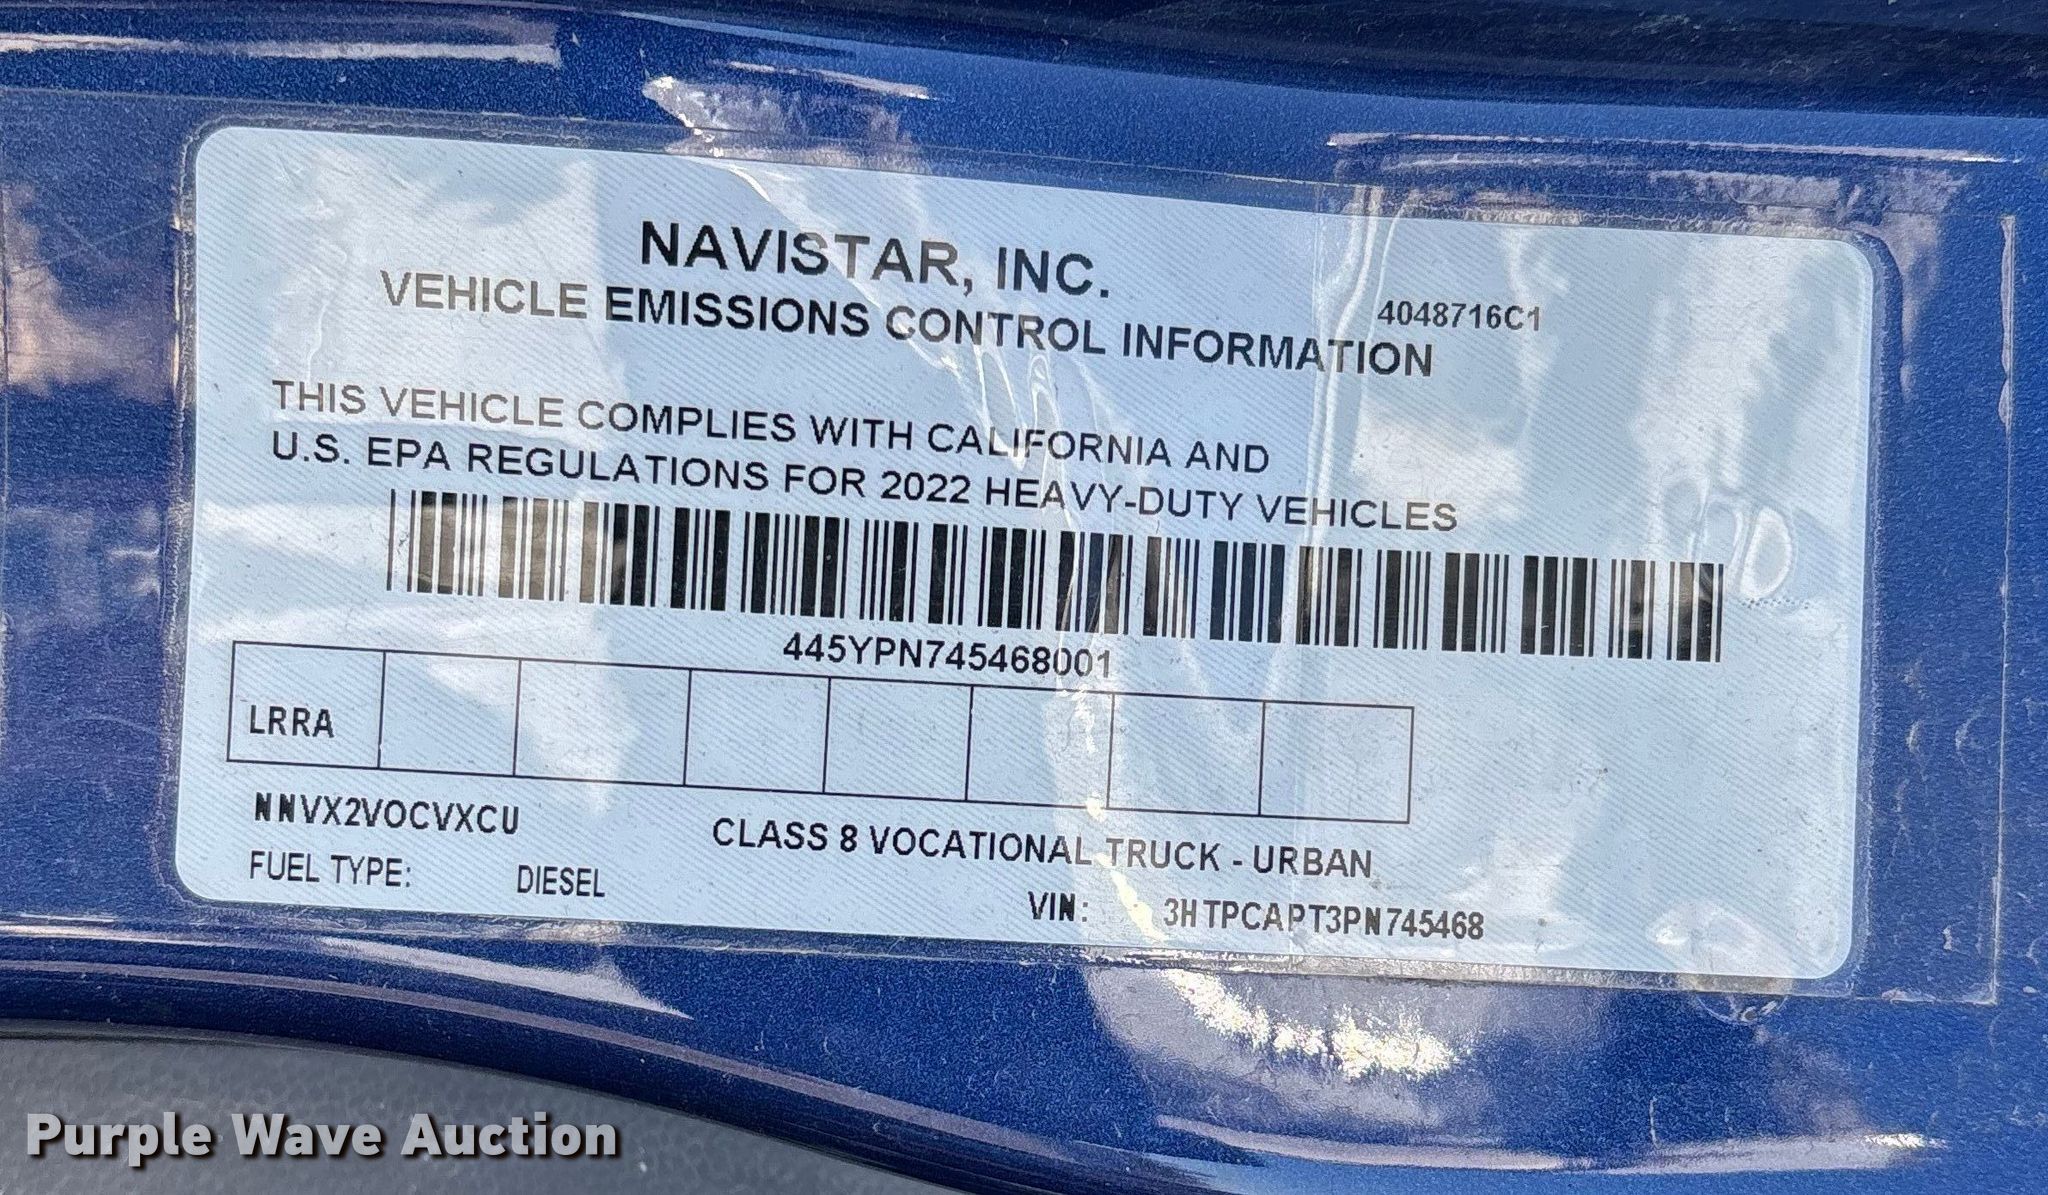 NAVISTAR, INC.
4048716C1
VEHICLE EMISSIONS CONTROL INFORMATION
THIS VEHICLE COMPLIES WITH CALIFORNIA AND
U.S. EPA REGULATIONS FOR 2022 HEAVY-DUTY VEHICLES
445YPN745468001
LRRA
NNVX2VOCVXCU
CLASS 8 VOCATIONAL TRUCK - URBAN
FUEL TYPE: DIESEL
VIN: 3HTPCAPT3PN745468
Purple Wave Auction